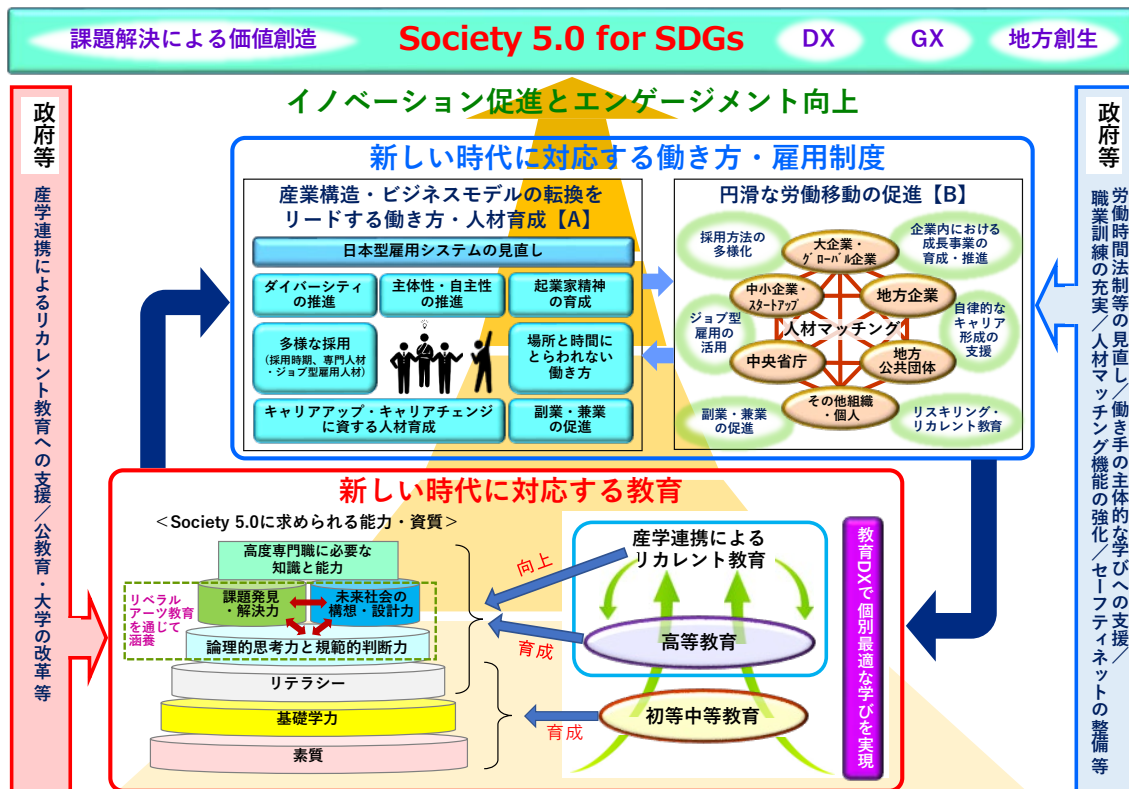 課題解決による価値創造
Society 5.0 for SDGs
DX
GX
地方創生
イノベーション促進とエンゲージメント向上
政府等
産学連携によるリカレント教育への支援／公教育・大学の改革 等
新しい時代に対応する働き方・雇用制度
産業構造・ビジネスモデルの転換を
リードする働き方・人材育成【A】
日本型雇用システムの見直し
ダイバーシティ
の推進
主体性・自主性
の推進
起業家精神
の育成
多様な採用
(採用時期、専門人材
・ジョブ型雇用人材)
場所と時間に
とらわれない
働き方
キャリアアップ・キャリアチェンジ
に資する人材育成
副業・兼業
の促進
円滑な労働移動の促進【B】
採用方法の
多様化
大企業・
グローバル企業
企業内における
成長事業の
育成・推進
中小企業・
スタートアップ
地方企業
ジョブ型
雇用の
活用
人材マッチング
自律的な
キャリア
形成の
支援
中央省庁
地方
公共団体
その他組織
・個人
副業・兼業
の促進
リスキリング・
リカレント教育
政府等
労働時間法制等の見直し／働き手の主体的な学びへの支援／
職業訓練の充実／人材マッチング機能の強化／セーフティネットの整備 等
新しい時代に対応する教育
＜Society 5.0に求められる能力・資質＞
高度専門職に必要な
知識と能力
リベラル
アーツ教育
を通じて
涵養
課題発見
・解決力
未来社会の
構想・設計力
論理的思考力と規範的判断力
リテラシー
基礎学力
素質
向上
育成
育成
産学連携による
リカレント教育
高等教育
初等中等教育
教育DXで個別最適な学びを実現